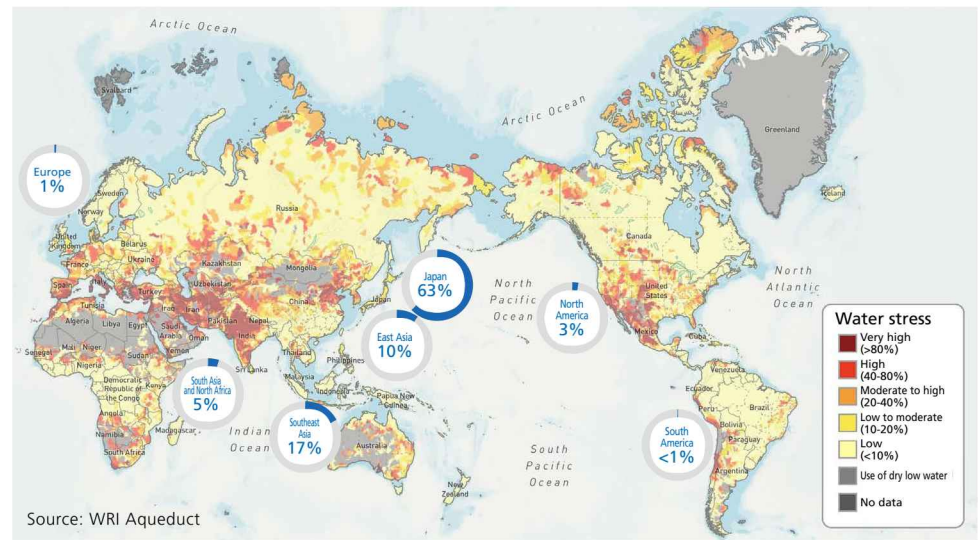 Arctic Ocean
Svalbard
Arctic Ocean
Greenland
Iceland
Europe
1%
Sweden
Norway
Russia
United
Kingdom
Belarus
Ukraine
France
Kazakhstan
Mongolia
Canada
Spain
Italy
Turkey
Uzbekistan
China
Japan
Japan
63%
North
Pacific
Ocean
North
America
3%
United
States
North
Atlantic
Ocean
Tunisia
Algeria
Libya
Egypt
Iraq
Iran
Saudi
Arabia
Oman
Pakistan
Nepal
India
East Asia
10%
Mexico
Cuba
Senegal
Mali
Niger
Sudan
Yemen
Nigeria
Thailand
Philippines
Sri Lanka
Malaysia
Indonesia
Papua New
Guinea
Venezuela
Ecuador
Peru
Brazil
Democratic
Republic of
the Congo
Kenya
South Asia
and North Africa
5%
Angola
Namibia
Madagascar
South Africa
Indian
Ocean
Southeast
Asia
17%
Australia
New
Zealand
South
Pacific
Ocean
South
America
<1%
Bolivia
Paraguay
Argentina
Water stress
Very high
(>80%)
High
(40-80%)
Moderate to high
(20-40%)
Low to moderate
(10-20%)
Low
(<10%)
Use of dry low water
No data
Source: WRI Aqueduct